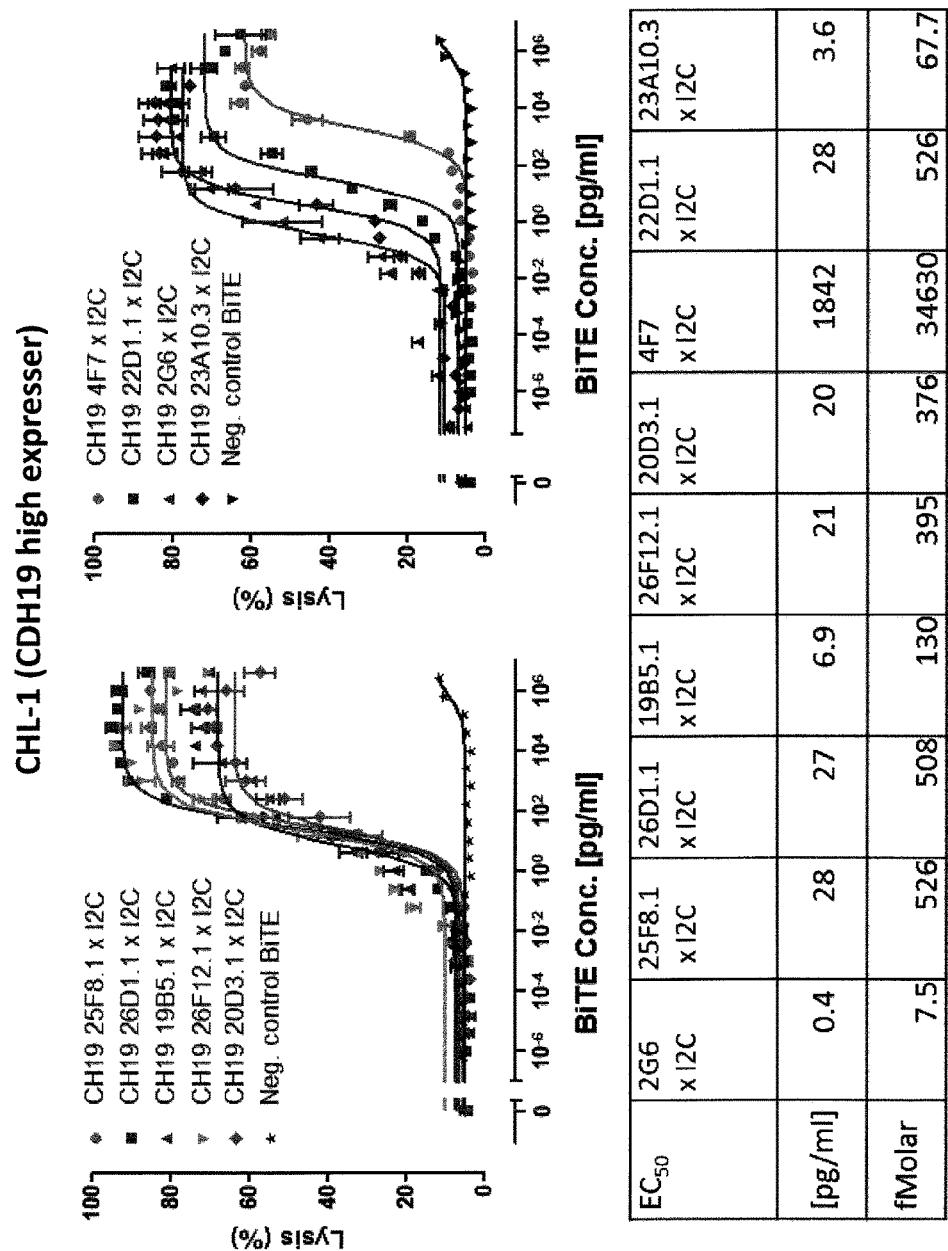 CHL-1 (CDH19 high expresser)
CH19 25F8.1 x I2C
CH19 26D1.1 x I2C
CH19 19B5.1 x I2C
CH19 26F12.1 x I2C
CH19 20D3.1 x I2C
Neg. control BiTE
100
80
60
40
20
0
Lysis (%)
0
10-6
10-4
10-2
100
102
104
106
BiTE Conc. [pg/ml]
CH19 4F7 x I2C
CH19 22D1.1 x I2C
CH19 2G6 x I2C
CH19 23A10.3 x I2C
Neg. control BiTE
100
80
60
40
20
0
Lysis (%)
0
10-6
10-4
10-2
100
102
104
106
BiTE Conc. [pg/ml]
EC50 2G6 x I2C 25F8.1 x I2C 26D1.1 x I2C 19B5.1 x I2C 26F12.1 x I2C 20D3.1 x I2C 4F7 x I2C 22D1.1 x I2C 23A10.3 x I2C
[pg/ml] 0.4 28 27 6.9 21 20 1842 28 3.6
fMolar 7.5 526 508 130 395 376 34630 526 67.7